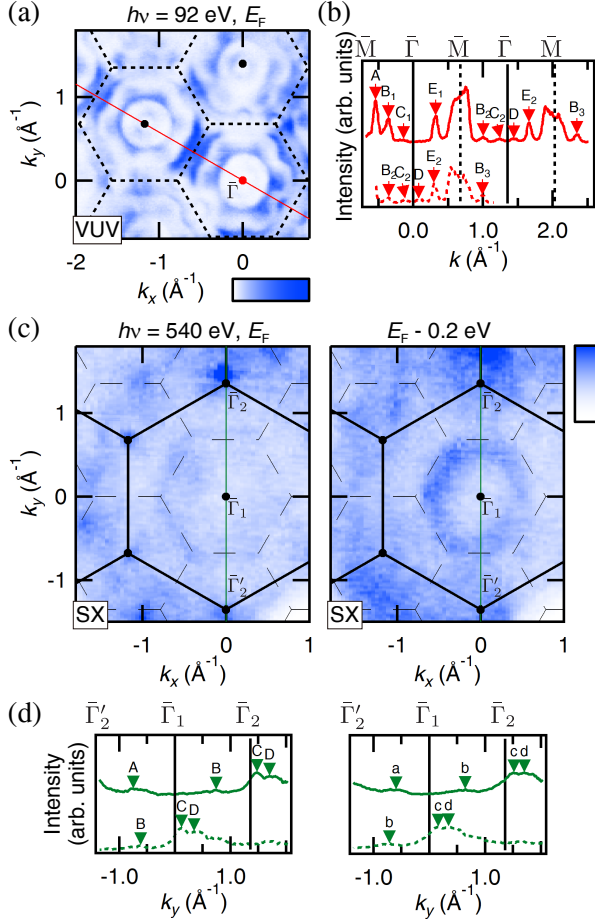 (a) hν = 92 eV, E_F
k_y (Å⁻¹)
1
0
-2
-1
0
k_x (Å⁻¹)
Γ̄
VUV
(b) M̄ Γ̄ M̄ Γ̄ M̄
Intensity (arb. units)
A B₁ C₁ E₁ B₂ C₂ D E₂ B₃
B₂ C₂ D E₂ B₃
0.0 1.0 2.0
k (Å⁻¹)
(c) hν = 540 eV, E_F
E_F - 0.2 eV
k_y (Å⁻¹)
1
0
-1
Γ̄₂
Γ̄₁
Γ̄′₂
SX
-1 0 1
k_x (Å⁻¹)
Γ̄₂
Γ̄₁
Γ̄′₂
SX
-1 0 1
k_x (Å⁻¹)
(d) Γ̄′₂ Γ̄₁ Γ̄₂
Intensity
(arb. units)
A B C D
B C D
-1.0 1.0
k_y (Å⁻¹)
Γ̄′₂ Γ̄₁ Γ̄₂
a b c d
b c d
-1.0 1.0
k_y (Å⁻¹)